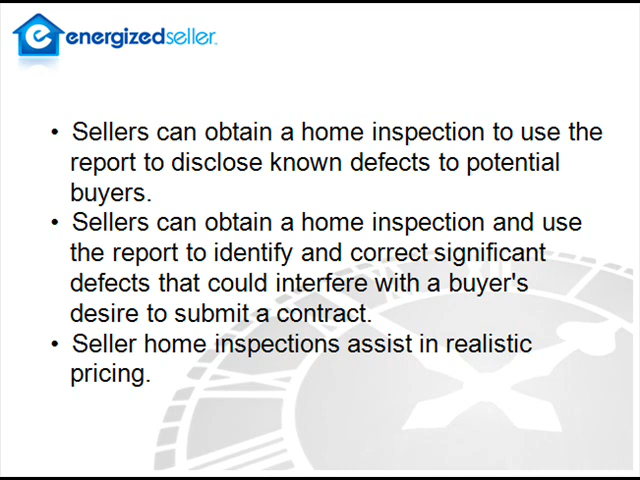 energizedseller
• Sellers can obtain a home inspection to use the
report to disclose known defects to potential
buyers.
• Sellers can obtain a home inspection and use
the report to identify and correct significant
defects that could interfere with a buyer's
desire to submit a contract.
• Seller home inspections assist in realistic
pricing.